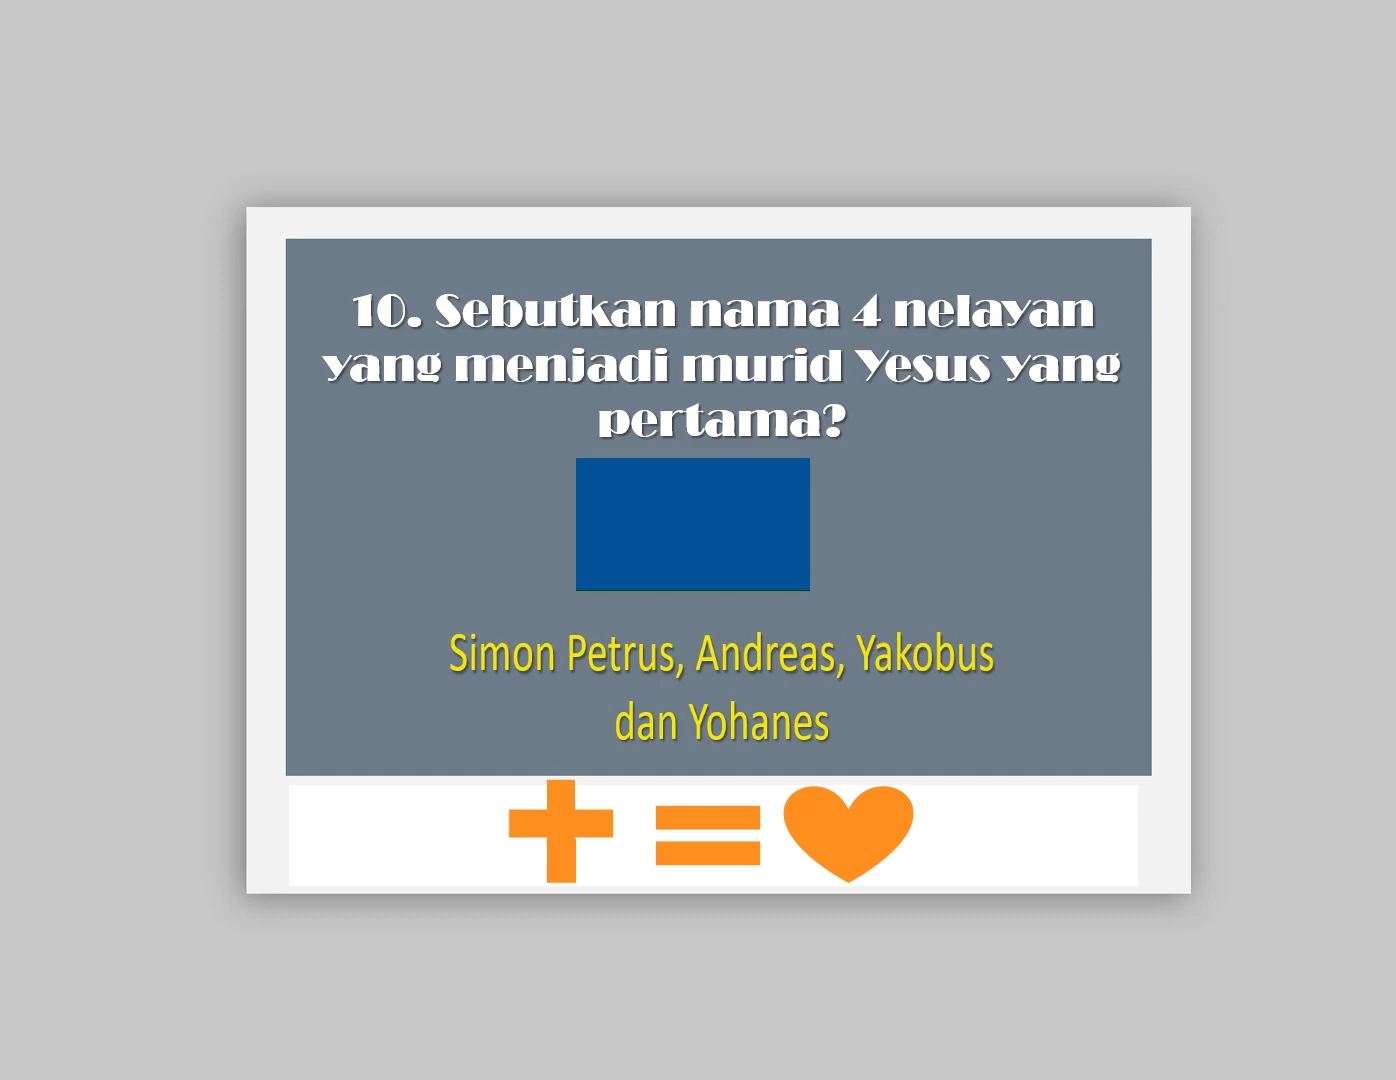 10. Sebutkan nama 4 nelayan
yang menjadi murid Yesus yang
pertama?
Simon Petrus, Andreas, Yakobus
dan Yohanes